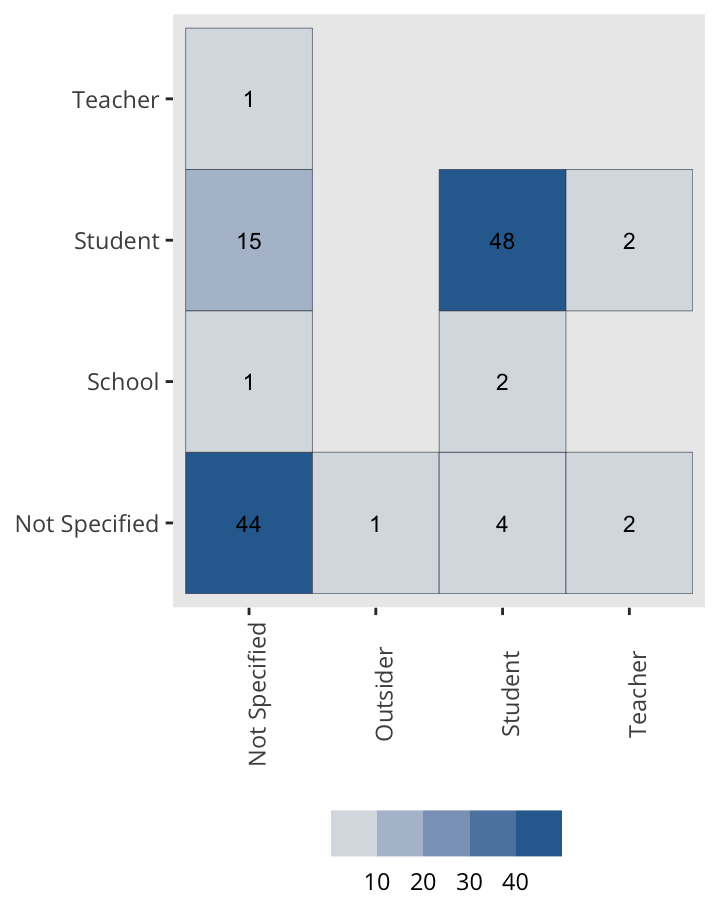 Teacher
1
Student
15
48
2
School
1
2
Not Specified
44
1
4
2
Not Specified
Outsider
Student
Teacher
10 20 30 40